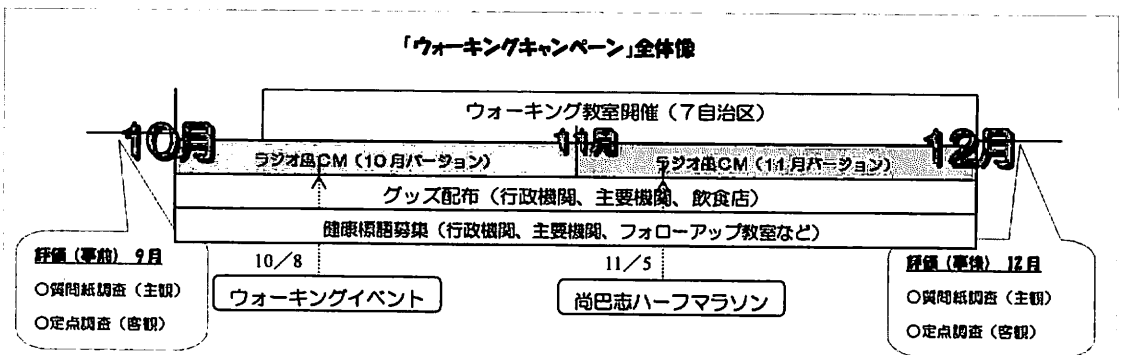 「ウォーキングキャンペーン」全体像
ウォーキング教室開催（7自治区）
10月
11月
12月
ラジオ風CM（10月バージョン）
ラジオ風CM（11月バージョン）
グッズ配布（行政機関、主要機関、飲食店）
健康標語募集（行政機関、主要機関、フォローアップ教室など）
評価（事前） 9月
○質問紙調査（主観）
○定点調査（客観）
10／8
ウォーキングイベント
11／5
尚巴志ハーフマラソン
評価（事後） 12月
○質問紙調査（主観）
○定点調査（客観）